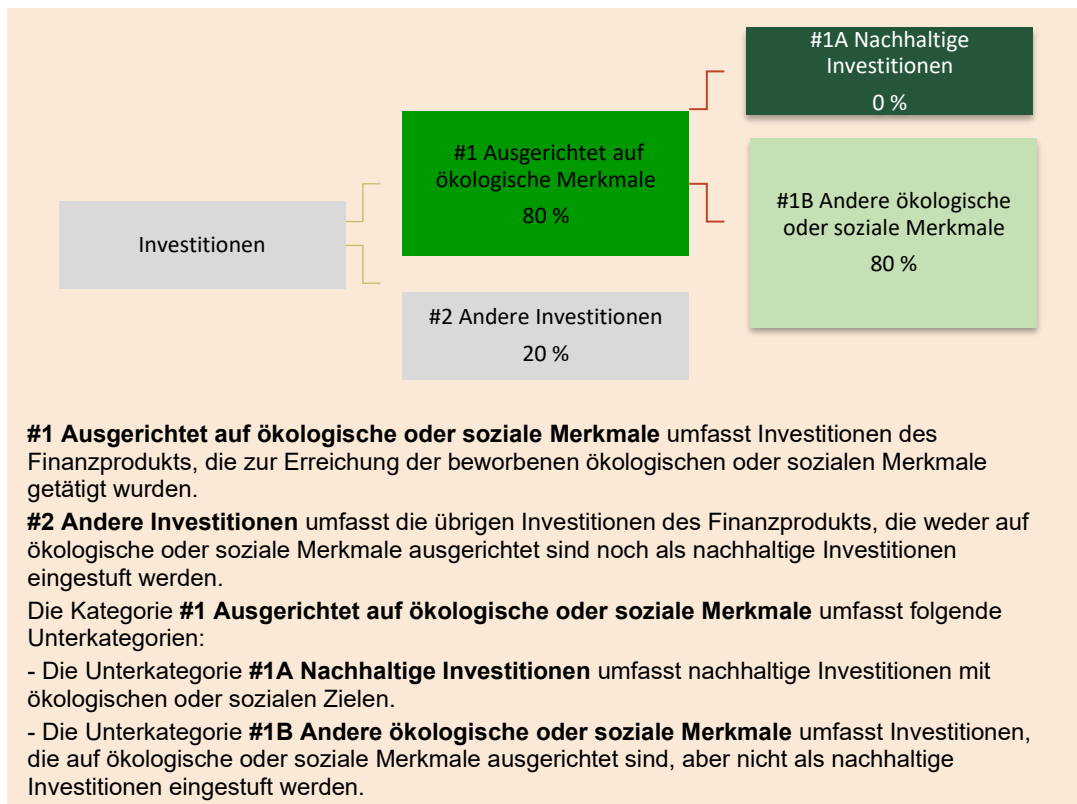 #1A Nachhaltige
Investitionen
0 %
#1 Ausgerichtet auf
ökologische Merkmale
80 %
#1B Andere ökologische
oder soziale Merkmale
80 %
Investitionen
#2 Andere Investitionen
20 %
#1 Ausgerichtet auf ökologische oder soziale Merkmale umfasst Investitionen des
Finanzprodukts, die zur Erreichung der beworbenen ökologischen oder sozialen Merkmale
getätigt wurden.
#2 Andere Investitionen umfasst die übrigen Investitionen des Finanzprodukts, die weder auf
ökologische oder soziale Merkmale ausgerichtet sind noch als nachhaltige Investitionen
eingestuft werden.
Die Kategorie #1 Ausgerichtet auf ökologische oder soziale Merkmale umfasst folgende
Unterkategorien:
- Die Unterkategorie #1A Nachhaltige Investitionen umfasst nachhaltige Investitionen mit
ökologischen oder sozialen Zielen.
- Die Unterkategorie #1B Andere ökologische oder soziale Merkmale umfasst Investitionen,
die auf ökologische oder soziale Merkmale ausgerichtet sind, aber nicht als nachhaltige
Investitionen eingestuft werden.